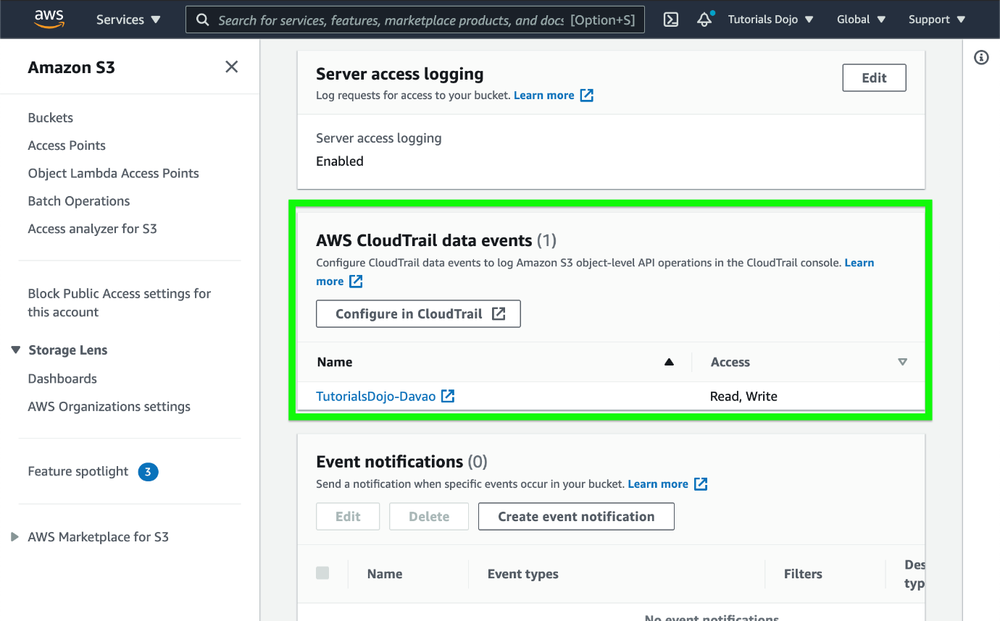 aws
Services
Search for services, features, marketplace products, and docs [Option+S]
Tutorials Dojo
Global
Support
Amazon S3
Buckets
Access Points
Object Lambda Access Points
Batch Operations
Access analyzer for S3
Block Public Access settings for
this account
Storage Lens
Dashboards
AWS Organizations settings
Feature spotlight 3
AWS Marketplace for S3
Server access logging
Log requests for access to your bucket. Learn more
Edit
Server access logging
Enabled
AWS CloudTrail data events (1)
Configure CloudTrail data events to log Amazon S3 object-level API operations in the CloudTrail console. Learn
more
Configure in CloudTrail
Name Access
TutorialsDojo-Davao Read, Write
Event notifications (0)
Send a notification when specific events occur in your bucket. Learn more
Edit Delete Create event notification
Name Event types Filters Des
typ
No event notifications